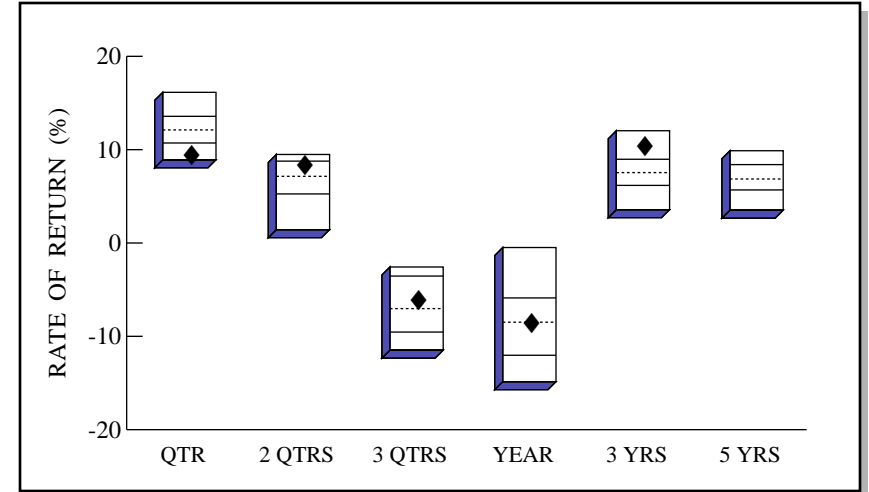 RATE OF RETURN (%)
20
10
0
-10
-20
QTR 2 QTRS 3 QTRS YEAR 3 YRS 5 YRS